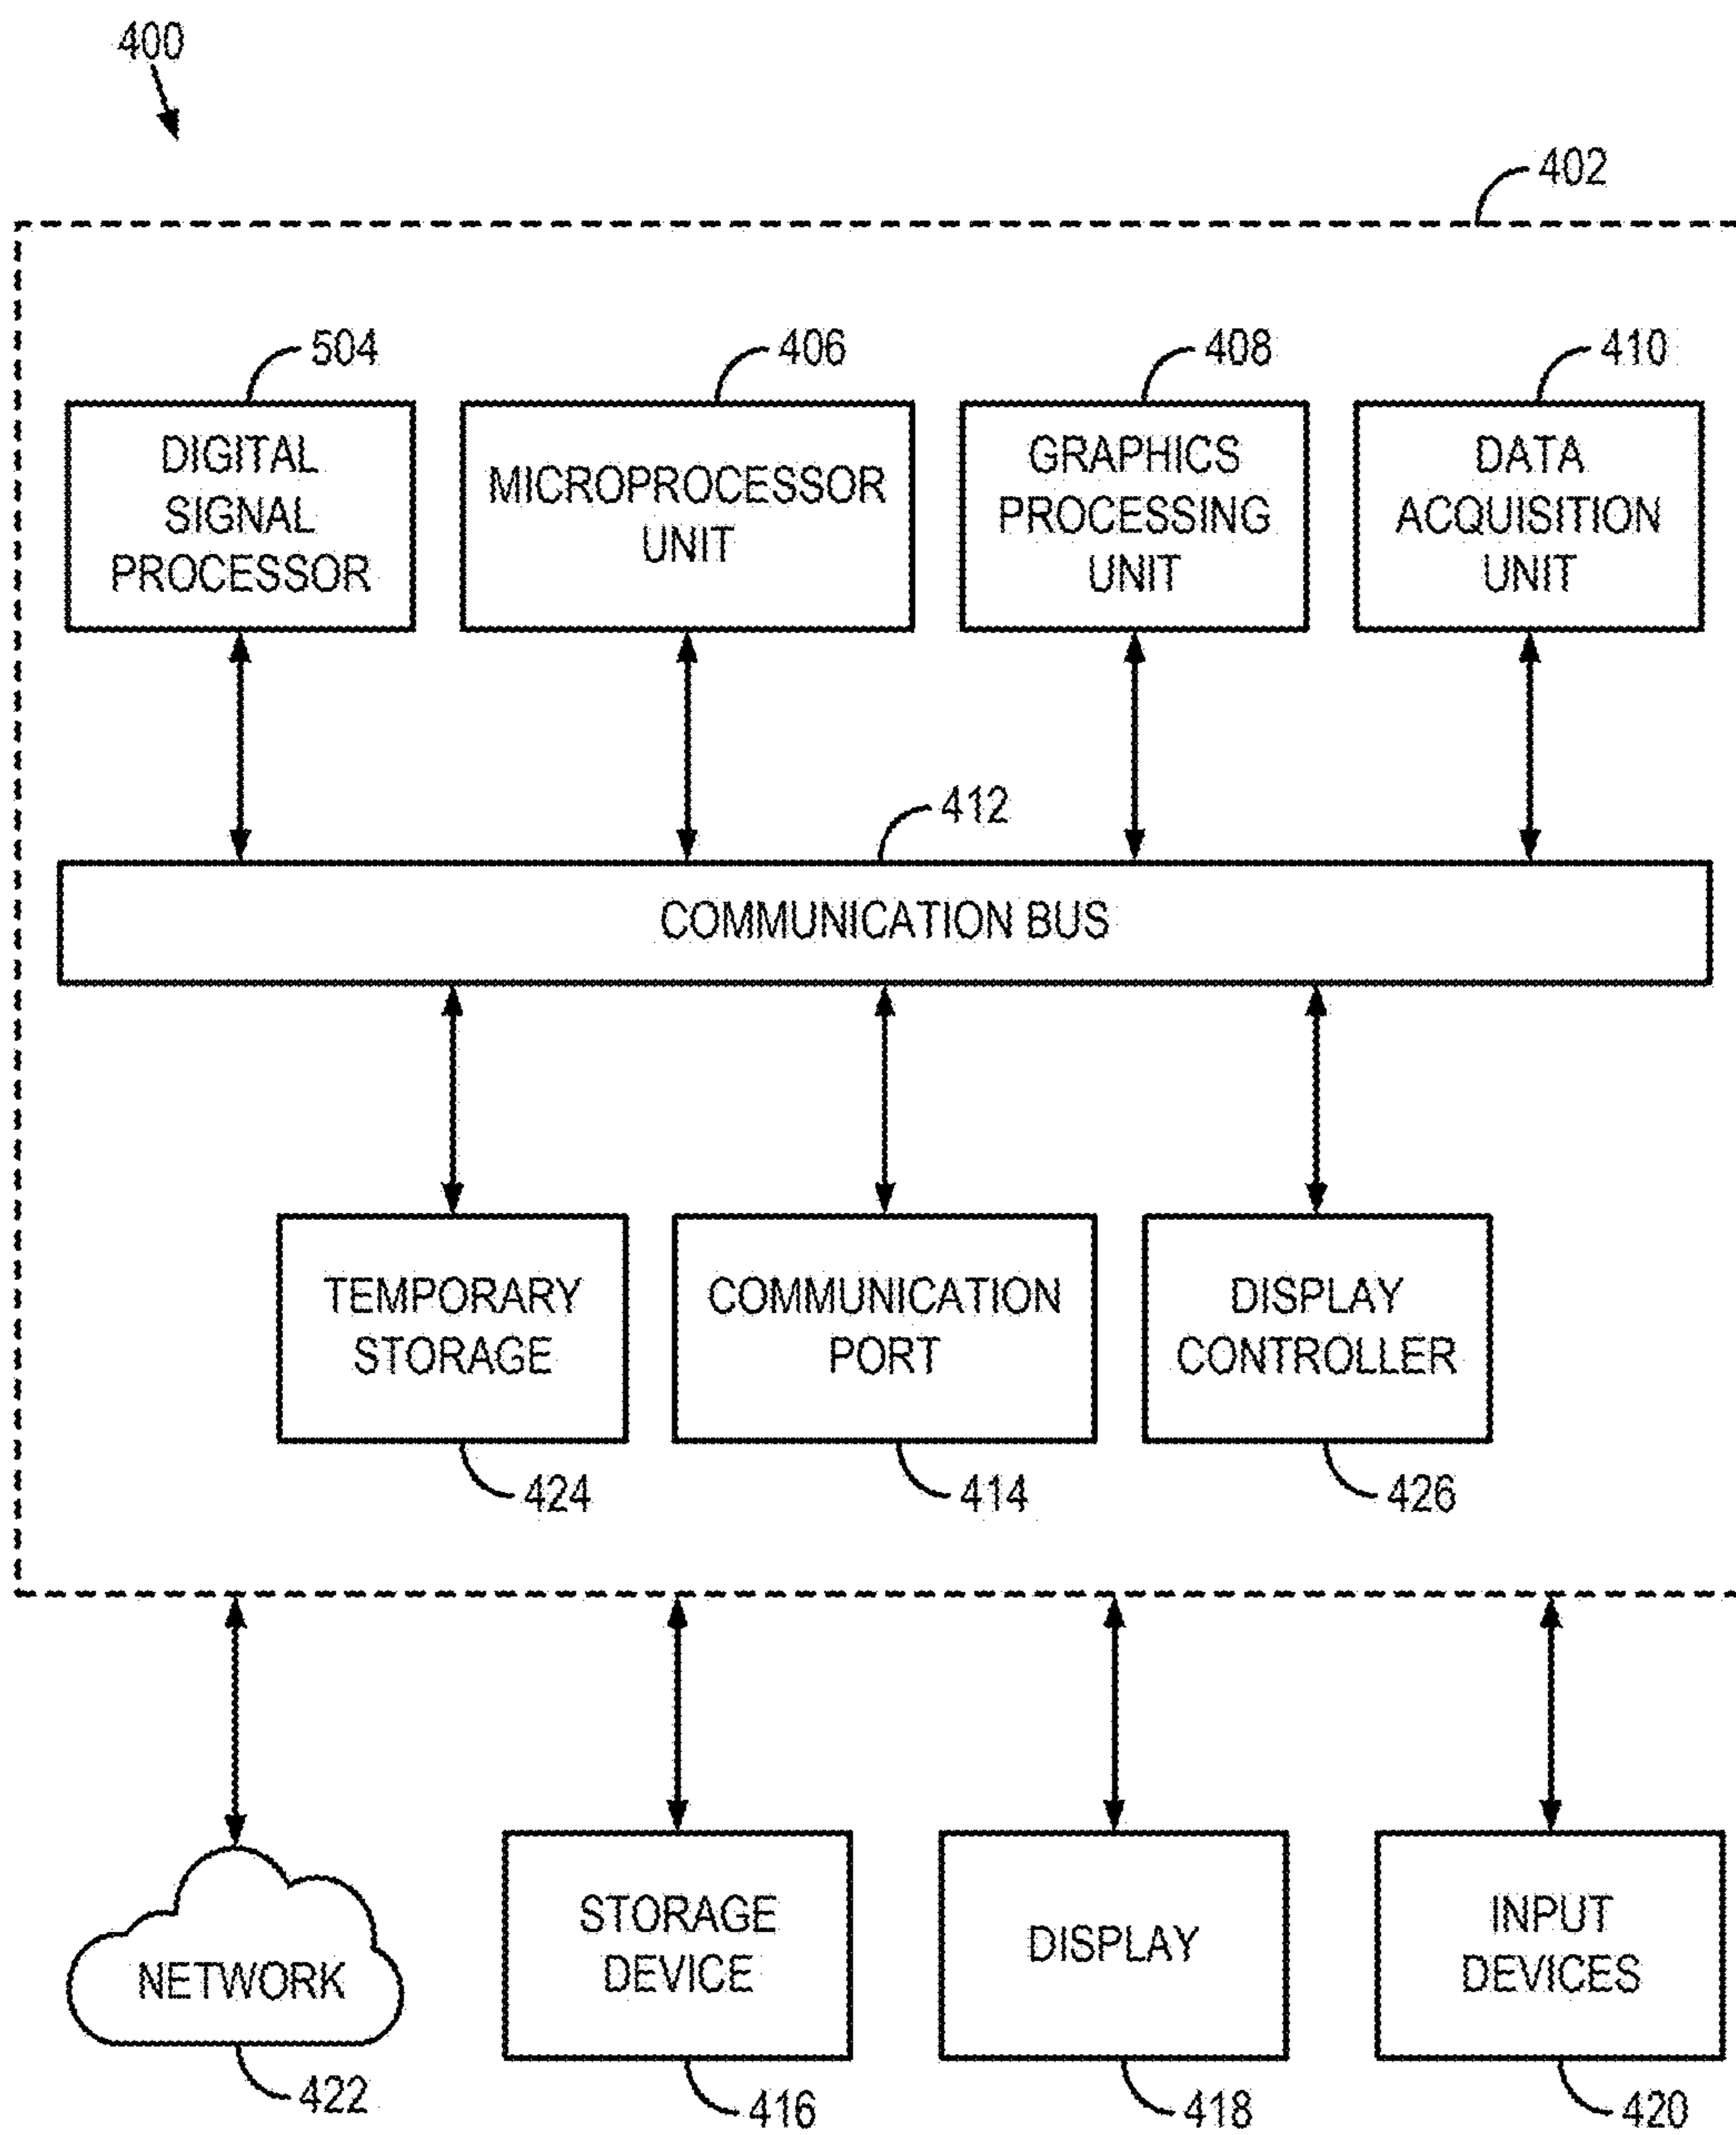 400
402
504
406
408
410
DIGITAL
SIGNAL
PROCESSOR
MICROPROCESSOR
UNIT
GRAPHICS
PROCESSING
UNIT
DATA
ACQUISITION
UNIT
412
COMMUNICATION BUS
TEMPORARY
STORAGE
COMMUNICATION
PORT
DISPLAY
CONTROLLER
424
414
426
NETWORK
STORAGE
DEVICE
DISPLAY
INPUT
DEVICES
422
416
418
420